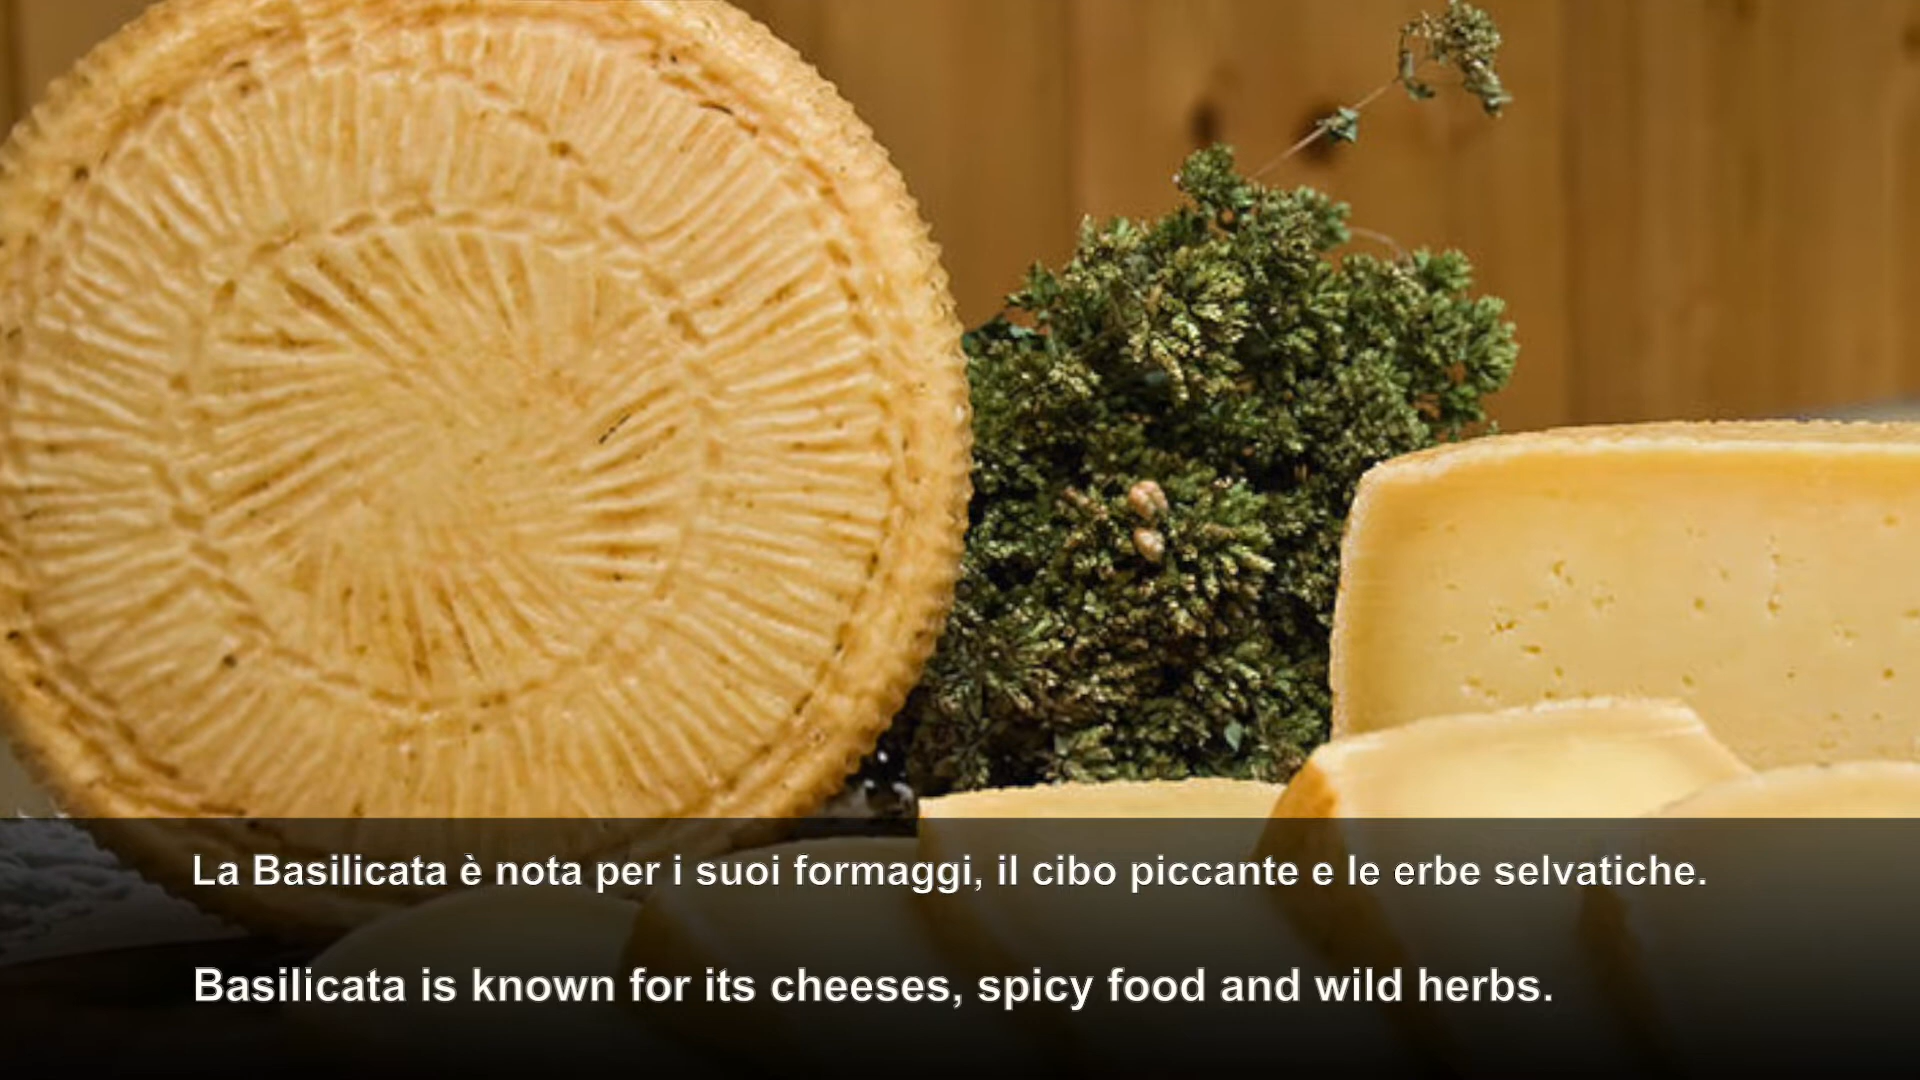 La Basilicata è nota per i suoi formaggi, il cibo piccante e le erbe selvatiche.
Basilicata is known for its cheeses, spicy food and wild herbs.